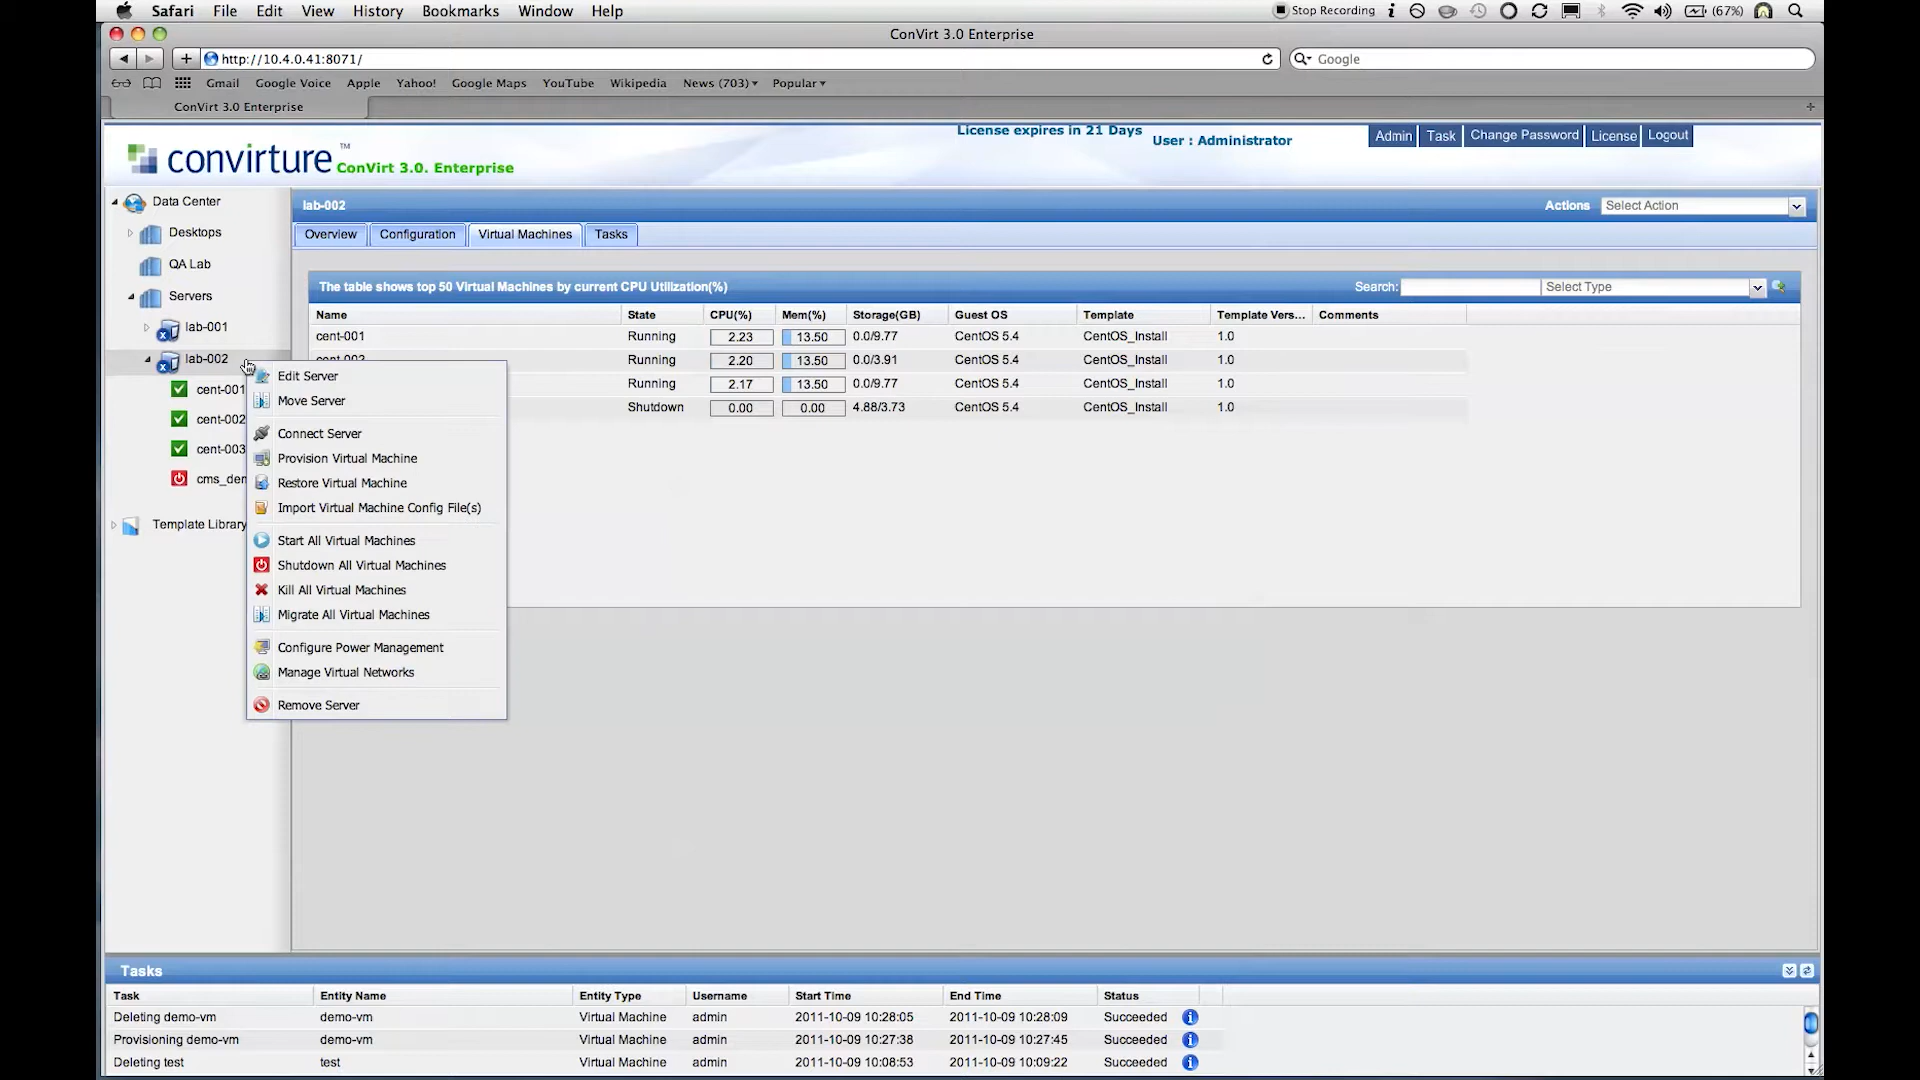 Safari File Edit View History Bookmarks Window Help Stop Recording (67%)
ConVirt 3.0 Enterprise
http://10.4.0.41:8071/ Google
Gmail Google Voice Apple Yahoo! Google Maps YouTube Wikipedia News (703) Popular
ConVirt 3.0 Enterprise
License expires in 21 Days User : Administrator Admin Task Change Password License Logout
convirture™ ConVirt 3.0. Enterprise
Data Center
Desktops
QA Lab
Servers
lab-001
lab-002
cent-001
cent-002
cent-003
cms_dem
Template Library
lab-002 Actions Select Action
Overview Configuration Virtual Machines Tasks
The table shows top 50 Virtual Machines by current CPU Utilization(%) Search: Select Type
Name State CPU(%) Mem(%) Storage(GB) Guest OS Template Template Vers... Comments
cent-001 Running 2.23 13.50 0.0/9.77 CentOS 5.4 CentOS_Install 1.0
Running 2.20 13.50 0.0/3.91 CentOS 5.4 CentOS_Install 1.0
Running 2.17 13.50 0.0/9.77 CentOS 5.4 CentOS_Install 1.0
Shutdown 0.00 0.00 4.88/3.73 CentOS 5.4 CentOS_Install 1.0
Edit Server
Move Server
Connect Server
Provision Virtual Machine
Restore Virtual Machine
Import Virtual Machine Config File(s)
Start All Virtual Machines
Shutdown All Virtual Machines
Kill All Virtual Machines
Migrate All Virtual Machines
Configure Power Management
Manage Virtual Networks
Remove Server
Tasks
Task Entity Name Entity Type Username Start Time End Time Status
Deleting demo-vm demo-vm Virtual Machine admin 2011-10-09 10:28:05 2011-10-09 10:28:09 Succeeded
Provisioning demo-vm demo-vm Virtual Machine admin 2011-10-09 10:27:38 2011-10-09 10:27:45 Succeeded
Deleting test test Virtual Machine admin 2011-10-09 10:08:53 2011-10-09 10:09:22 Succeeded